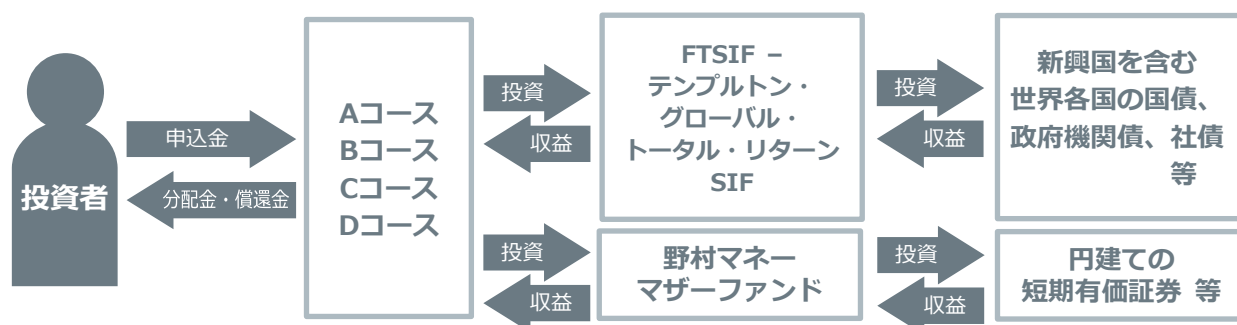 投資者
申込金
分配金・償還金
Aコース
Bコース
Cコース
Dコース
投資
収益
FTSIF –
テンプルトン・
グローバル・
トータル・リターン
SIF
投資
収益
新興国を含む
世界各国の国債、
政府機関債、社債
等
投資
収益
野村マネー
マザーファンド
投資
収益
円建ての
短期有価証券 等